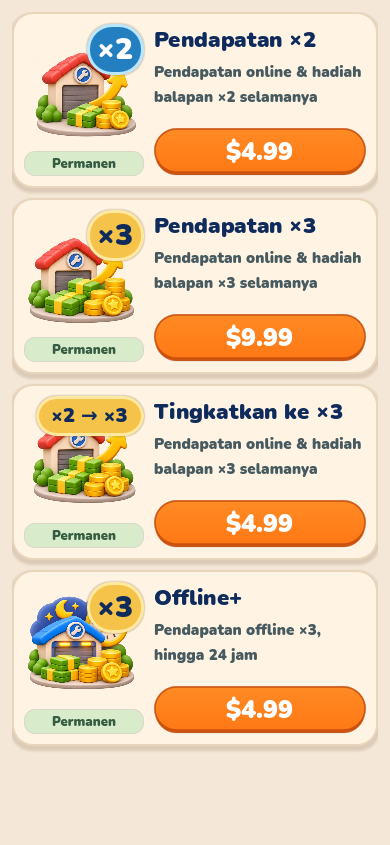 ×2
Pendapatan ×2
Pendapatan online & hadiah
balapan ×2 selamanya
Permanen
$4.99
×3
Pendapatan ×3
Pendapatan online & hadiah
balapan ×3 selamanya
Permanen
$9.99
×2 → ×3
Tingkatkan ke ×3
Pendapatan online & hadiah
balapan ×3 selamanya
Permanen
$4.99
×3
Offline+
Pendapatan offline ×3,
hingga 24 jam
Permanen
$4.99